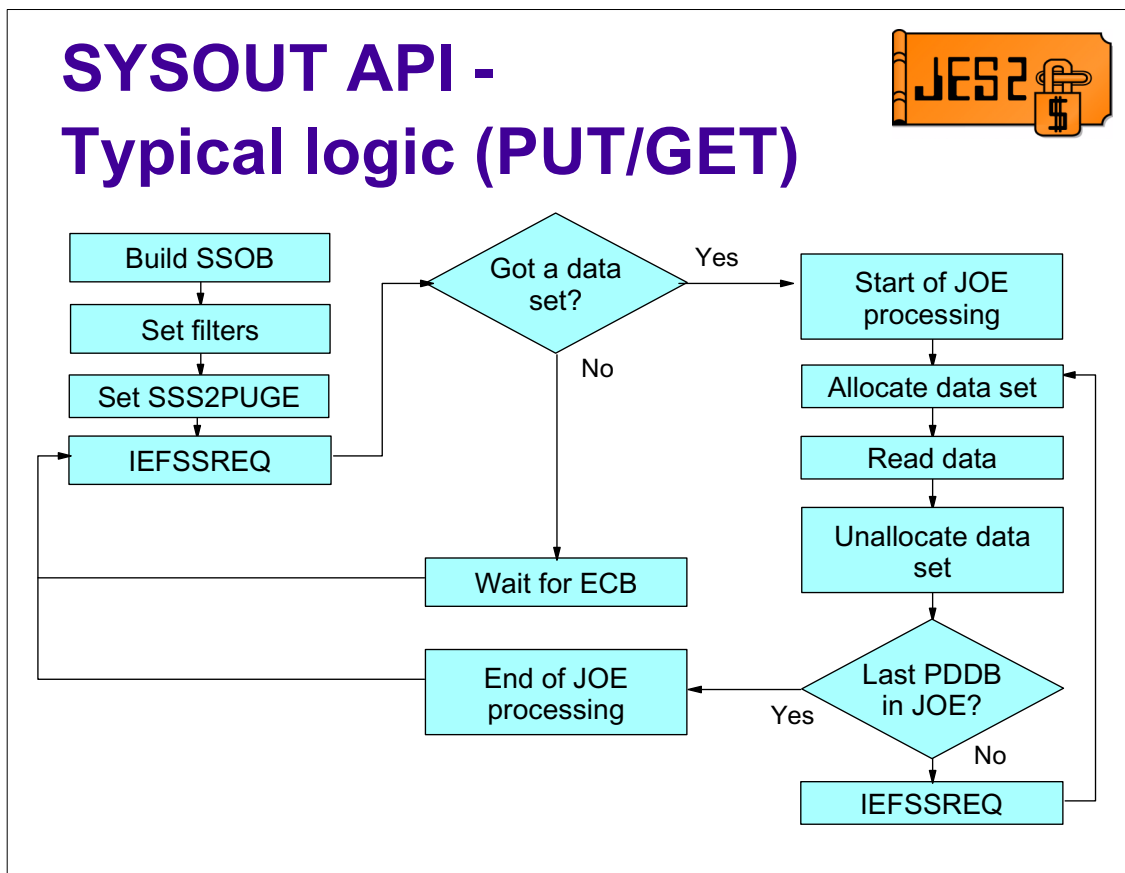 SYSOUT API -
Typical logic (PUT/GET)
JES2
$
Build SSOB
Set filters
Set SSS2PUGE
IEFSSREQ
Got a data
set?
Yes
No
Wait for ECB
Start of JOE
processing
Allocate data set
Read data
Unallocate data
set
Last PDDB
in JOE?
Yes
No
End of JOE
processing
IEFSSREQ